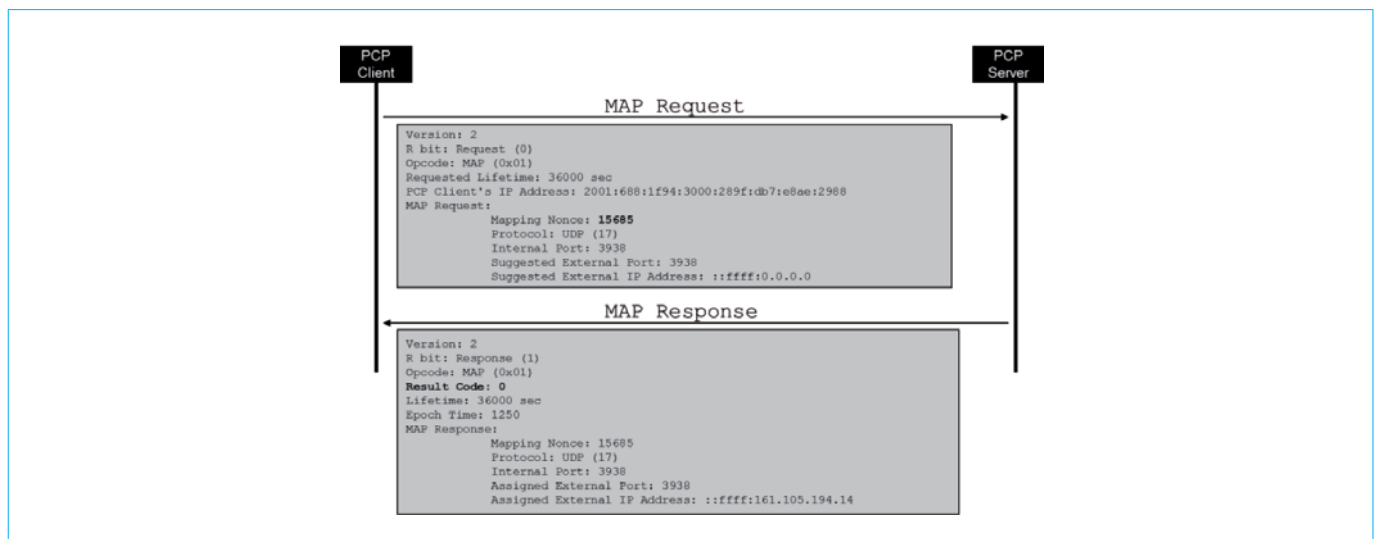 PCP
Client
PCP
Server
MAP Request
Version: 2
R bit: Request (0)
Opcode: MAP (0x01)
Requested Lifetime: 36000 sec
PCP Client's IP Address: 2001:688:1f94:3000:289f:db7:e8ae:2988
MAP Request:
Mapping Nonce: 15685
Protocol: UDP (17)
Internal Port: 3938
Suggested External Port: 3938
Suggested External IP Address: ::ffff:0.0.0.0
MAP Response
Version: 2
R bit: Response (1)
Opcode: MAP (0x01)
Result Code: 0
Lifetime: 36000 sec
Epoch Time: 1250
MAP Response:
Mapping Nonce: 15685
Protocol: UDP (17)
Internal Port: 3938
Assigned External Port: 3938
Assigned External IP Address: ::ffff:161.105.194.14